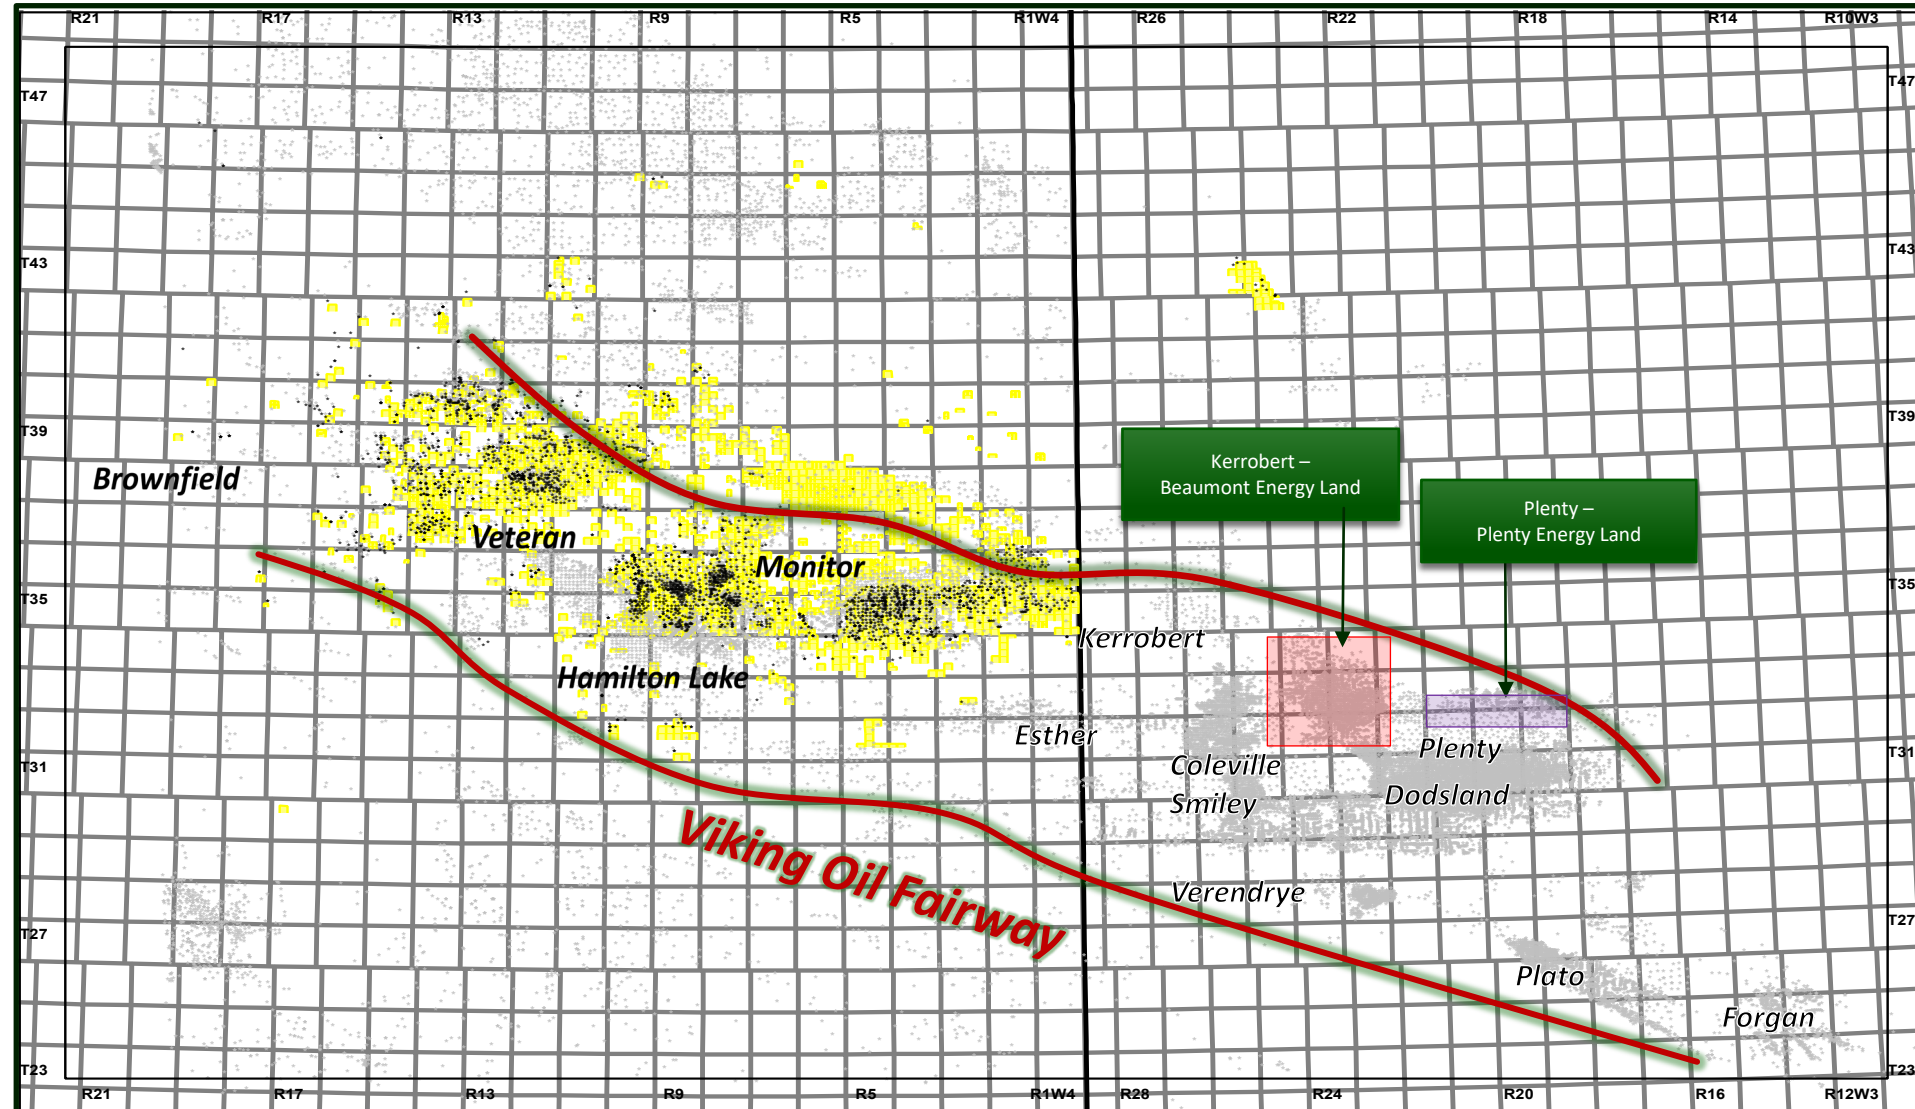 R21 R17 R13 R9 R5 R1W4 R26 R22 R18 R14 R10W3
T47 T47
T43 T43
T39 T39
Kerrobert –
Beaumont Energy Land
Brownfield
Plenty –
Plenty Energy Land
Veteran
Monitor
T35 T35
Kerrobert
Hamilton Lake
Esther
Plenty
T31 T31
Coleville
Dodsland
Smiley
Viking Oil Fairway
Verendrye
T27 T27
Plato
Forgan
T23 T23
R21 R17 R13 R9 R5 R1W4 R28 R24 R20 R16 R12W3